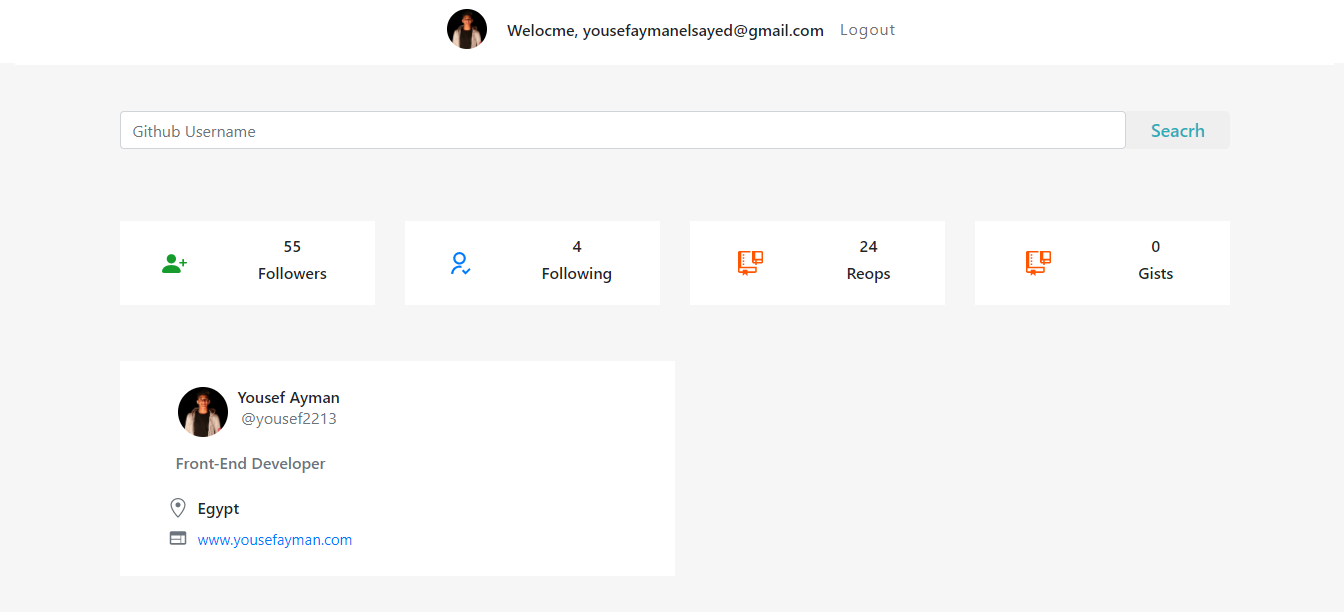 Welocme, yousefaymanelsayed@gmail.com Logout
Github Username Seacrh
55 4 24 0
Followers Following Reops Gists
Yousef Ayman
@yousef2213
Front-End Developer
Egypt
www.yousefayman.com